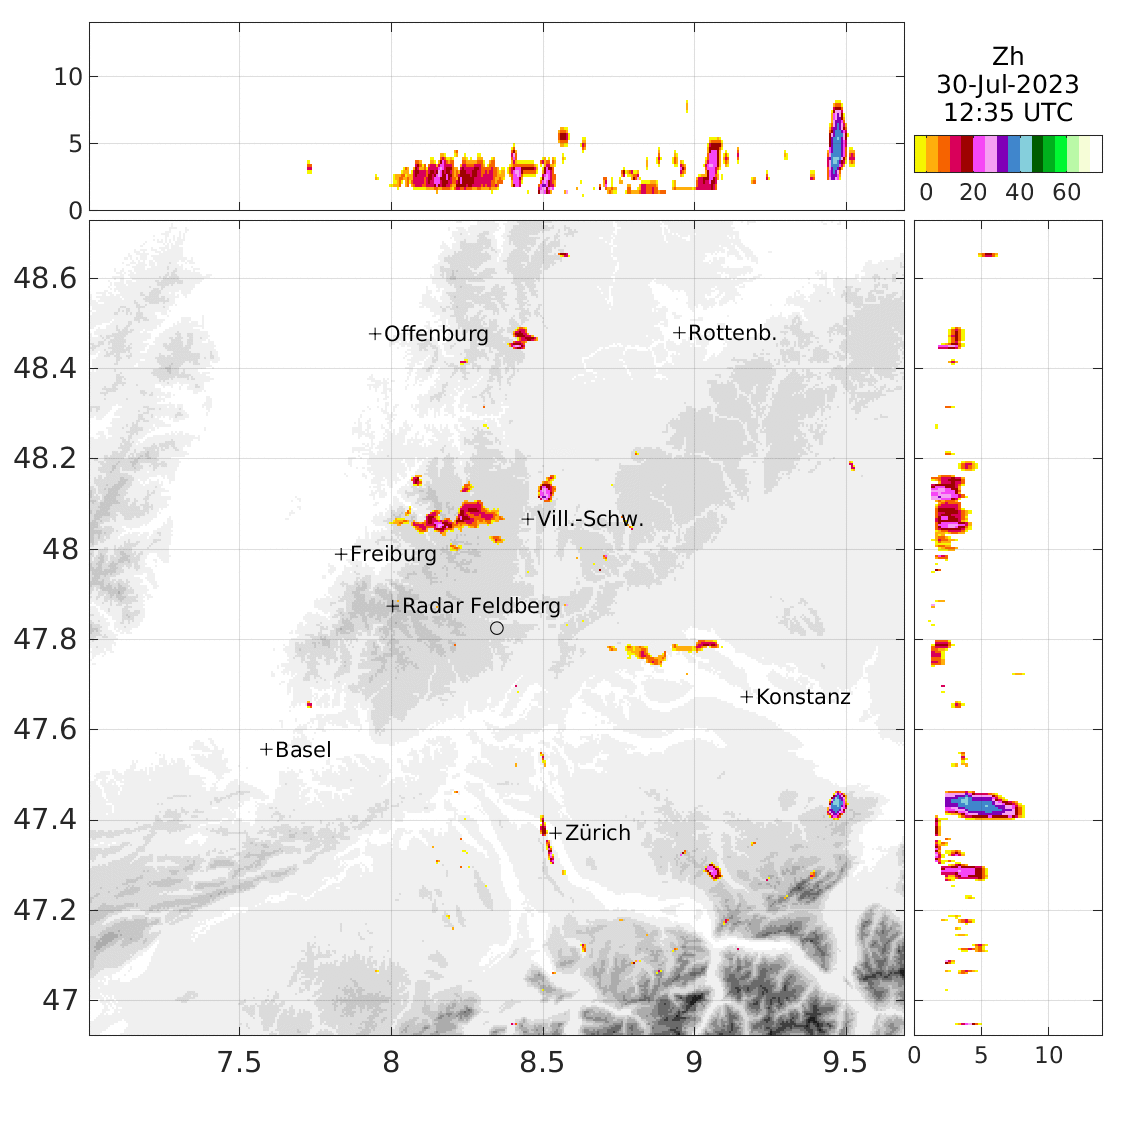 Zh
30-Jul-2023
12:35 UTC
10
5
0
0 20 40 60
48.6
48.4
48.2
48
47.8
47.6
47.4
47.2
47
+Offenburg
+Rottenb.
+Vill.-Schw.
+Freiburg
+Radar Feldberg
+Konstanz
+Basel
+Zürich
7.5 8 8.5 9 9.5
0 5 10